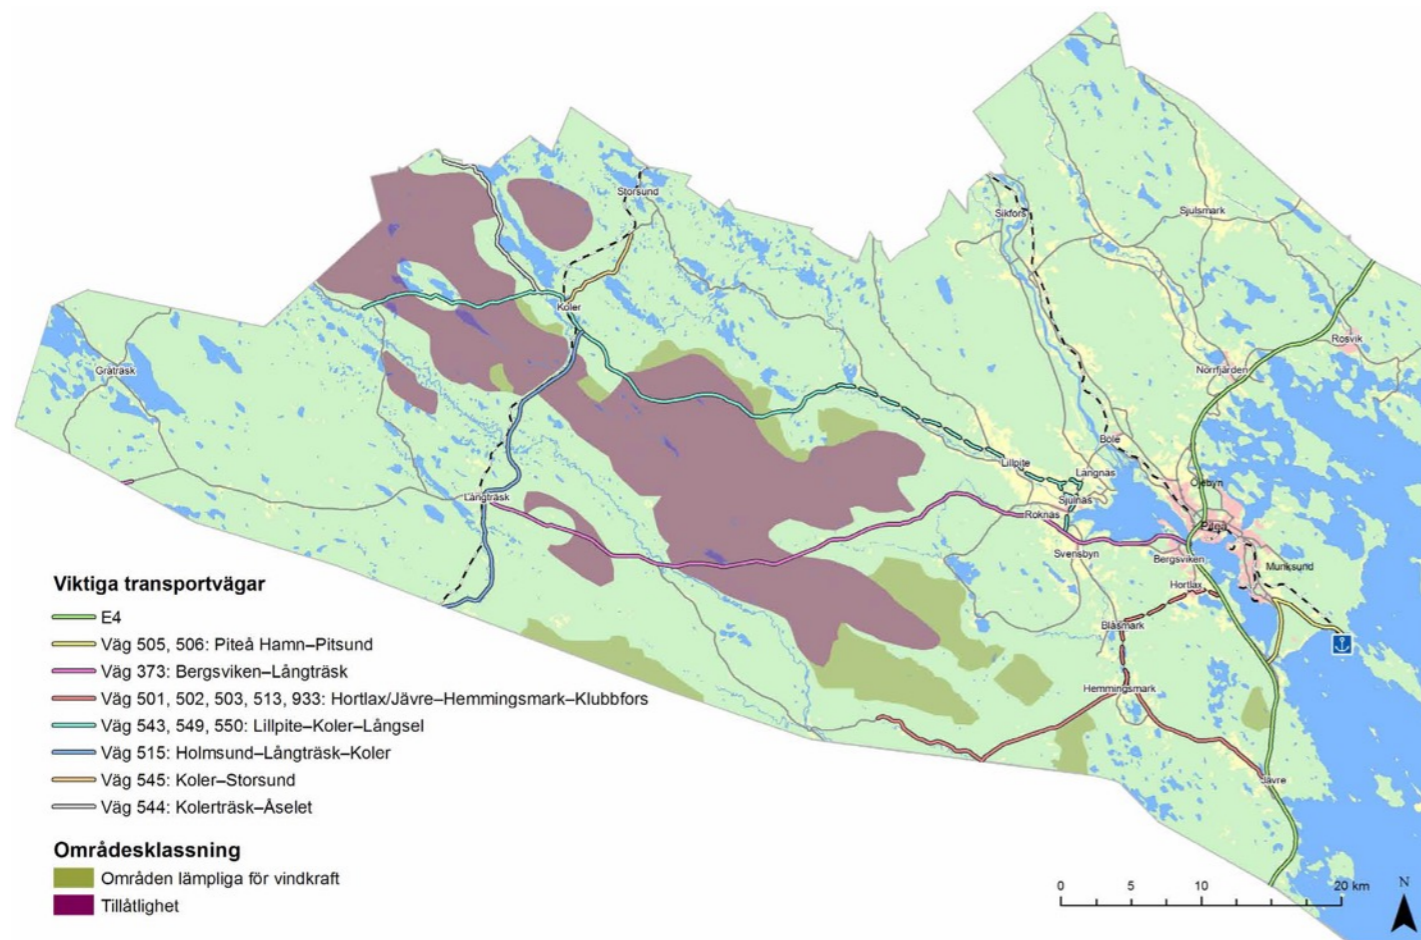 Storsund
Sikfors
Sjulsmark
Koler
Rosvik
Gråträsk
Norrfjärden
Böle
Lillpite
Långnäs
Öjebyn
Långträsk
Sjulnäs
Roknäs
Piteå
Svensbyn
Bergsviken
Munksund
Hortlax
Blåsmark
Hemmingsmark
Jävre
Viktiga transportvägar
E4
Väg 505, 506: Piteå Hamn–Pitsund
Väg 373: Bergsviken–Långträsk
Väg 501, 502, 503, 513, 933: Hortlax/Jävre–Hemmingsmark–Klubbfors
Väg 543, 549, 550: Lillpite–Koler–Långsel
Väg 515: Holmsund–Långträsk–Koler
Väg 545: Koler–Storsund
Väg 544: Kolerträsk–Åselet
Områdesklassning
Områden lämpliga för vindkraft
Tillåtlighet
0 5 10 20 km
N